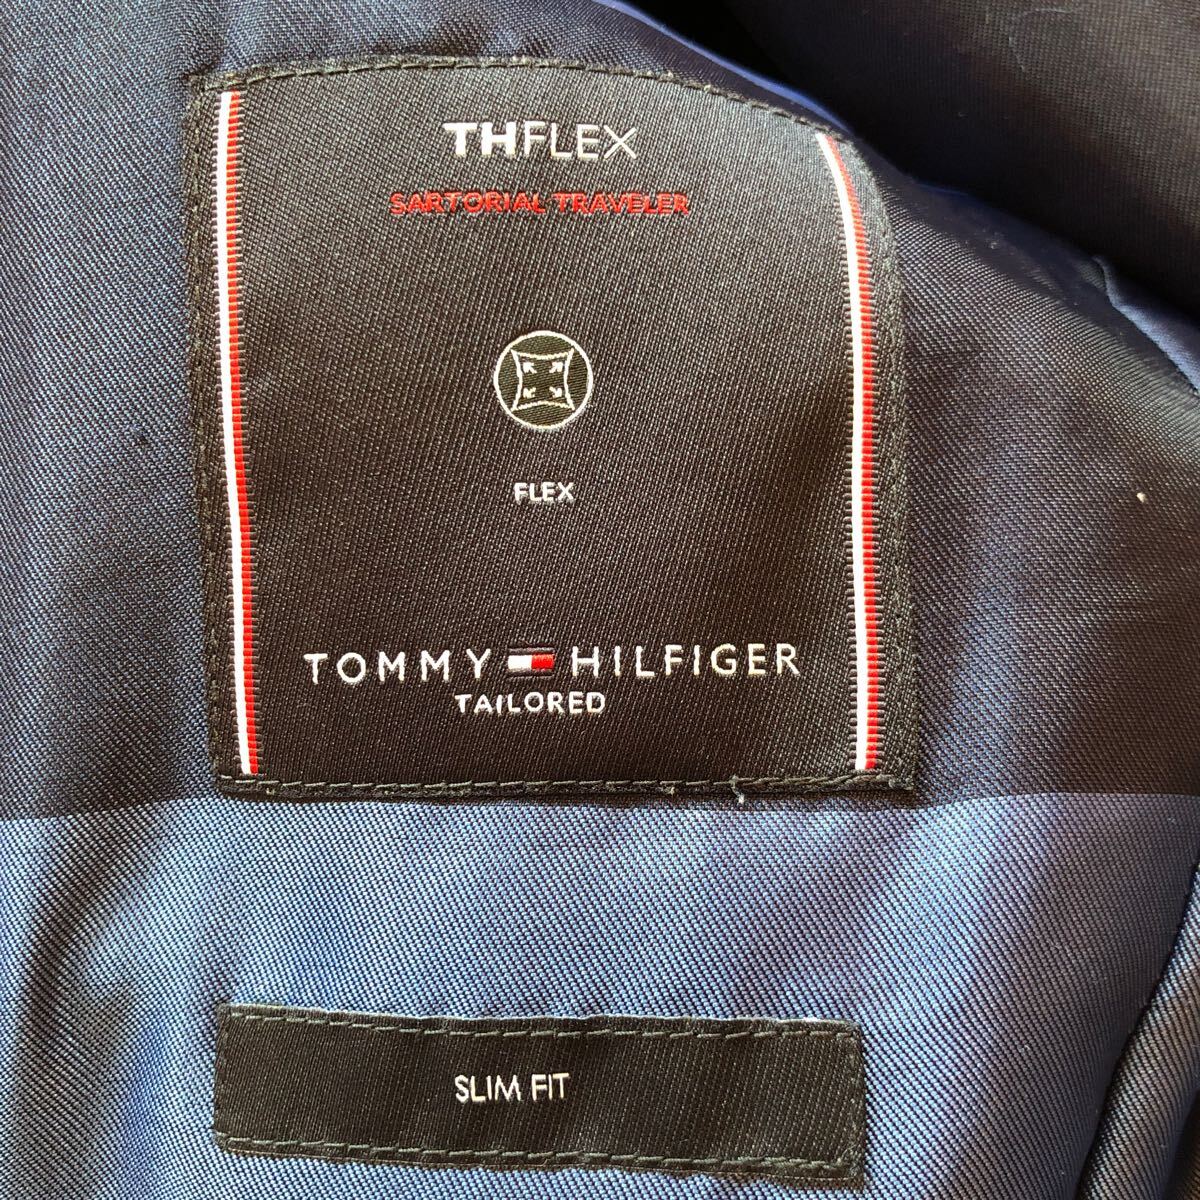 THFLEX
SARTORIAL TRAVELER
FLEX
TOMMY HILFIGER
TAILORED
SLIM FIT